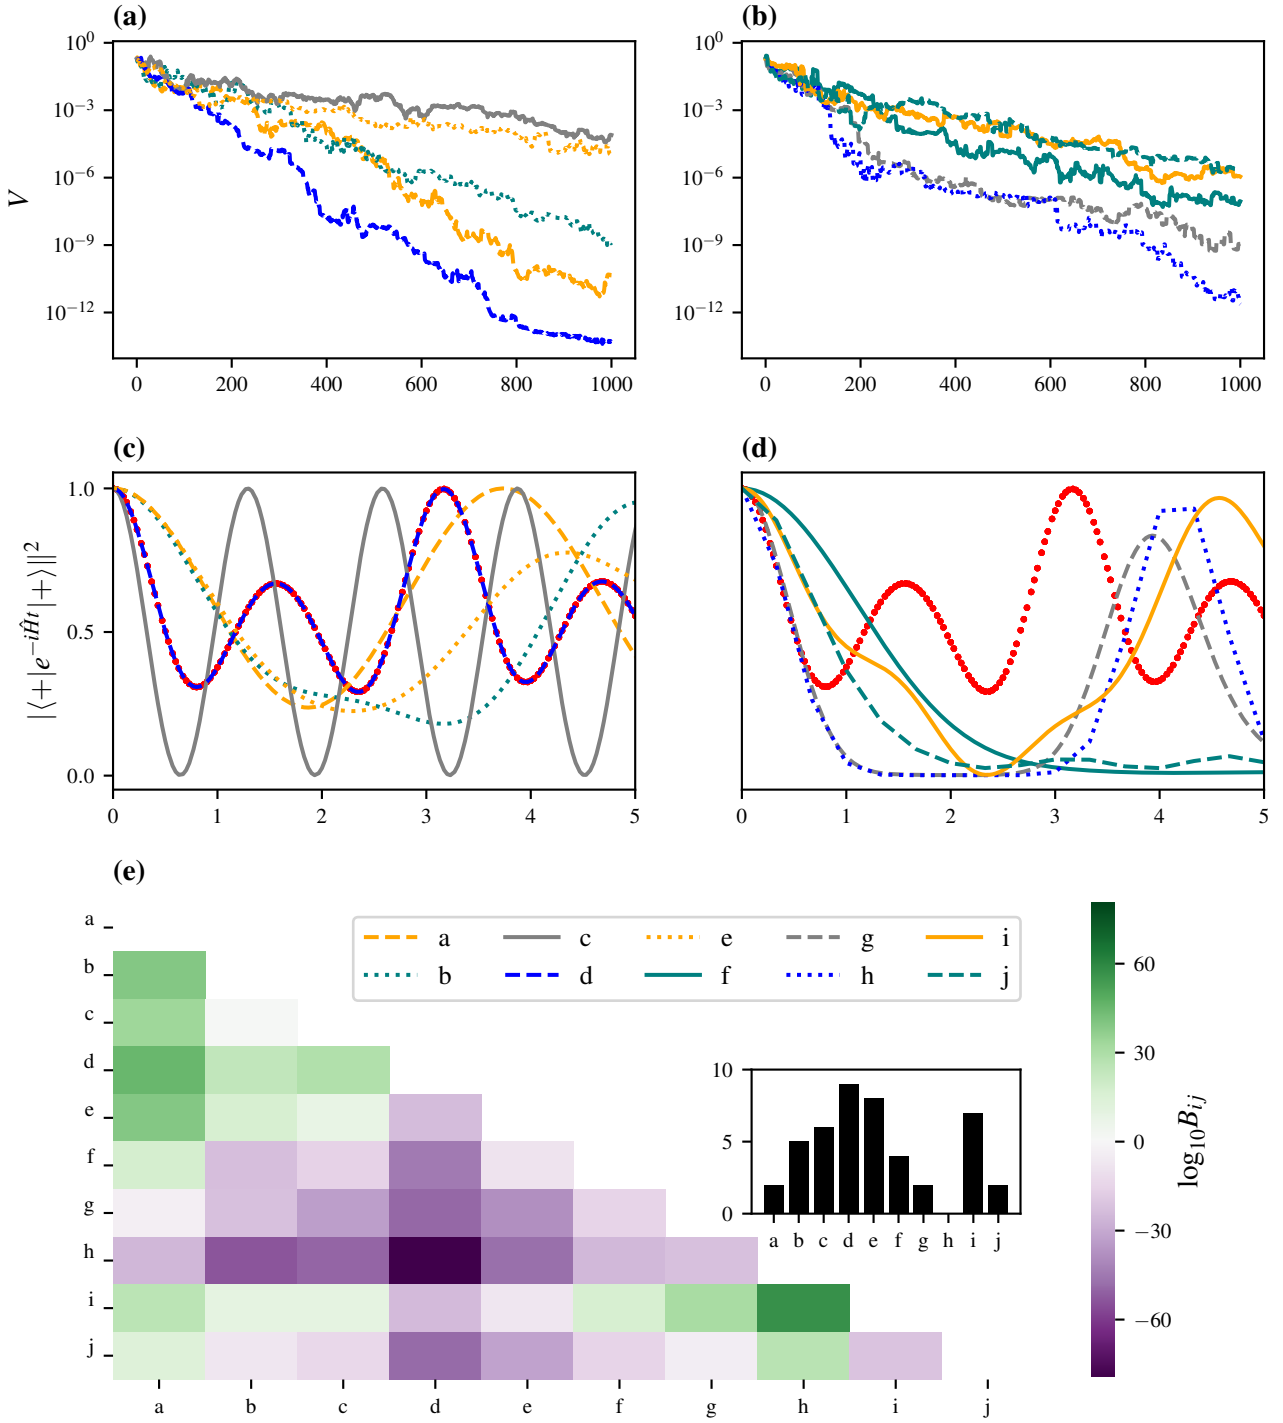 (a)
(b)
10^0
10^-3
10^-6
10^-9
10^-12
V
0 200 400 600 800 1000
10^0
10^-3
10^-6
10^-9
10^-12
0 200 400 600 800 1000
(c)
(d)
1.0
0.5
0.0
|⟨+|e^{-iĤt}|+⟩||^2
0 1 2 3 4 5
0 1 2 3 4 5
(e)
a
b
c
d
e
f
g
h
i
j
a c e g i
b d f h j
10
5
0
a b c d e f g h i j
60
30
0
−30
−60
log₁₀B_{ij}
a b c d e f g h i j